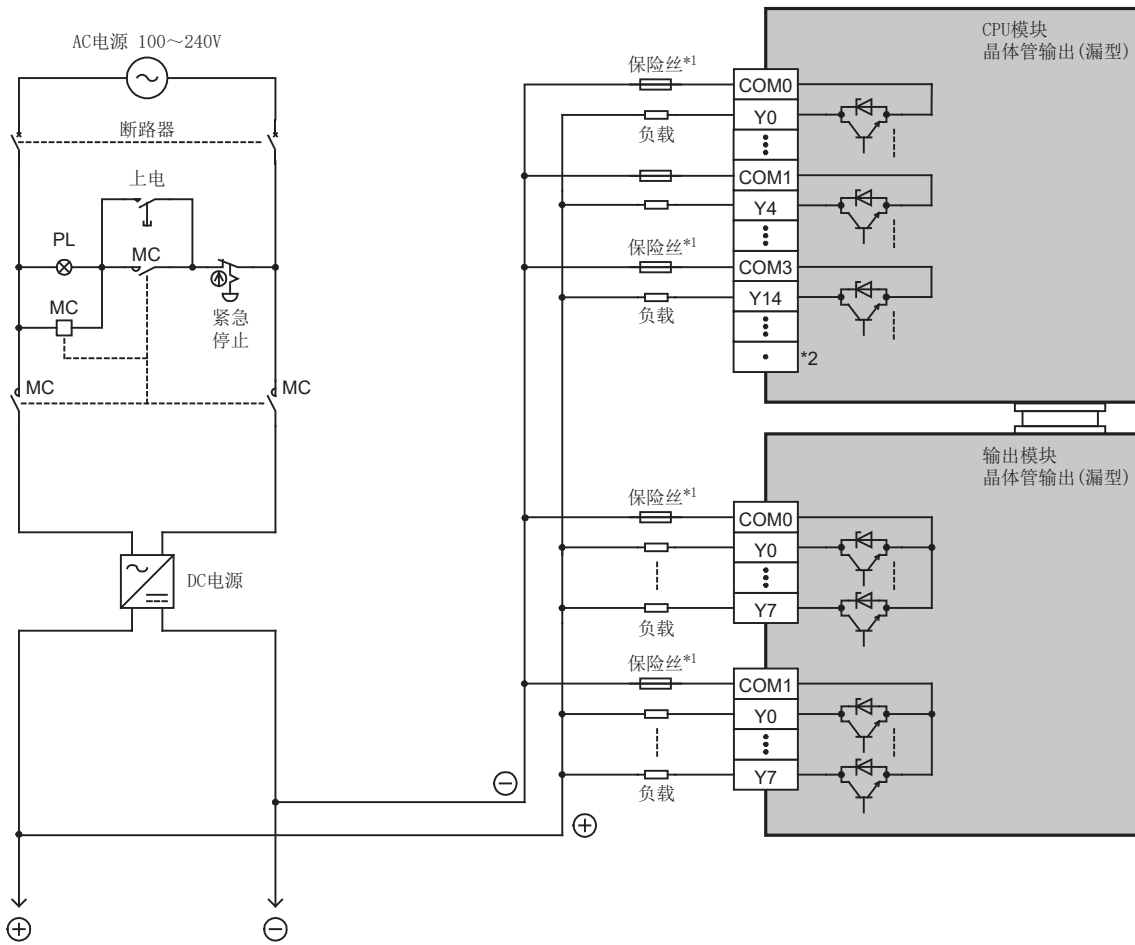 AC电源 100～240V
断路器
上电
PL
MC
MC
紧急
停止
MC
MC
DC电源
⊖
⊕
⊕
⊖
CPU模块
晶体管输出(漏型)
保险丝*1
COM0
Y0
负载
COM1
Y4
保险丝*1
COM3
Y14
负载
*2
输出模块
晶体管输出(漏型)
保险丝*1
COM0
Y0
Y7
负载
保险丝*1
COM1
Y0
Y7
负载